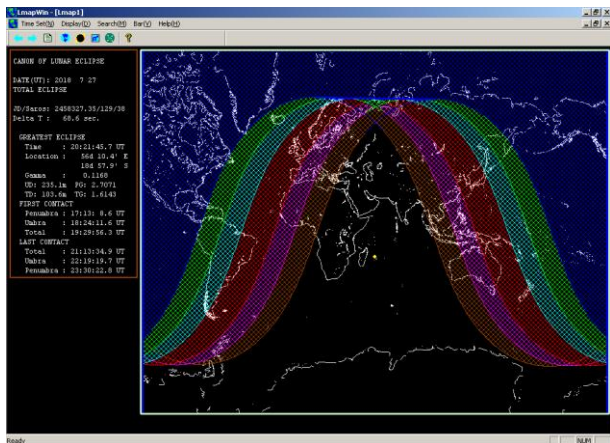 LmapWin - [Lmap1]
Time Set(N) Display(D) Search(M) Bar(V) Help(H)
CANON OF LUNAR ECLIPSE
DATE(UT): 2018 7 27
TOTAL ECLIPSE
JD/Saros: 2458327.35/129/38
Delta T : 68.6 sec.
GREATEST ECLIPSE
Time : 20:21:45.7 UT
Location : 56d 10.4' E
18d 57.9' S
Gamma : 0.1168
UD: 235.1m PG: 2.7071
TD: 103.6m TG: 1.6143
FIRST CONTACT
Penumbra : 17:13: 8.6 UT
Umbra : 18:24:11.6 UT
Total : 19:29:56.3 UT
LAST CONTACT
Total : 21:13:34.9 UT
Umbra : 22:19:19.7 UT
Penumbra : 23:30:22.8 UT
Ready NUM